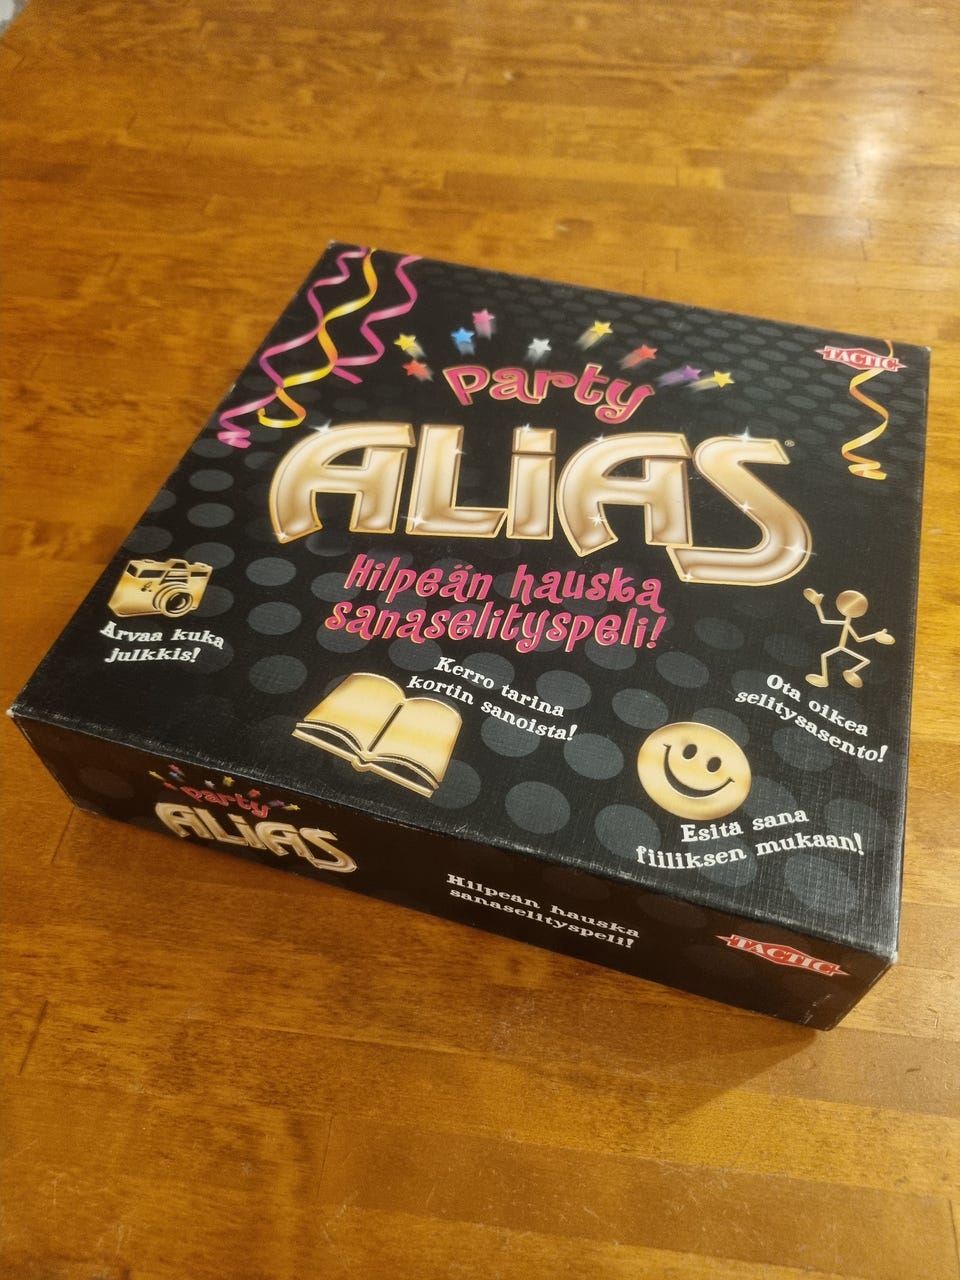 TACTIC
Party
ALiAS®
Hilpeän hauska
sanaselityspeli!
Arvaa kuka
julkkis!
Kerro tarina
kortin sanoista!
Ota oikea
selitysasento!
Esitä sana
fiiliksen mukaan!
Party
ALiAS
Hilpeän hauska
sanaselityspeli!
TACTIC